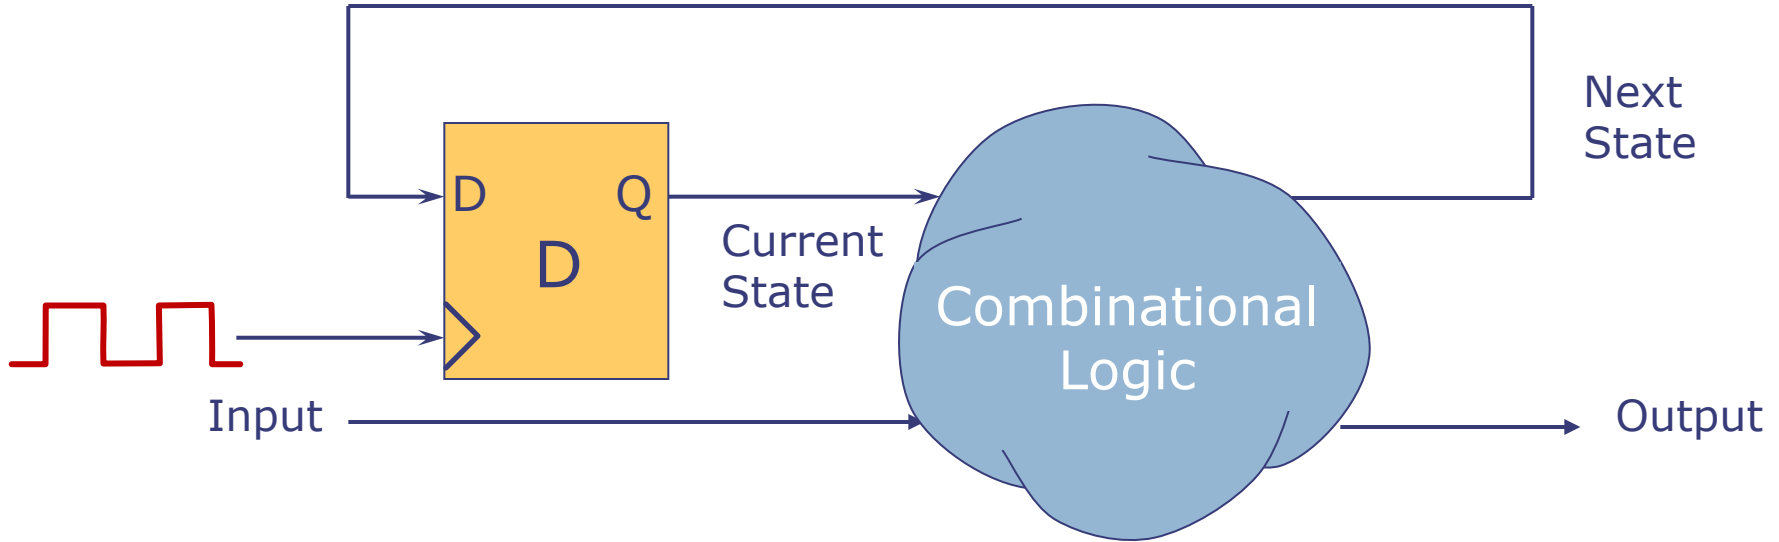 Next
State
D
Q
D
Current
State
Combinational
Logic
Input
Output